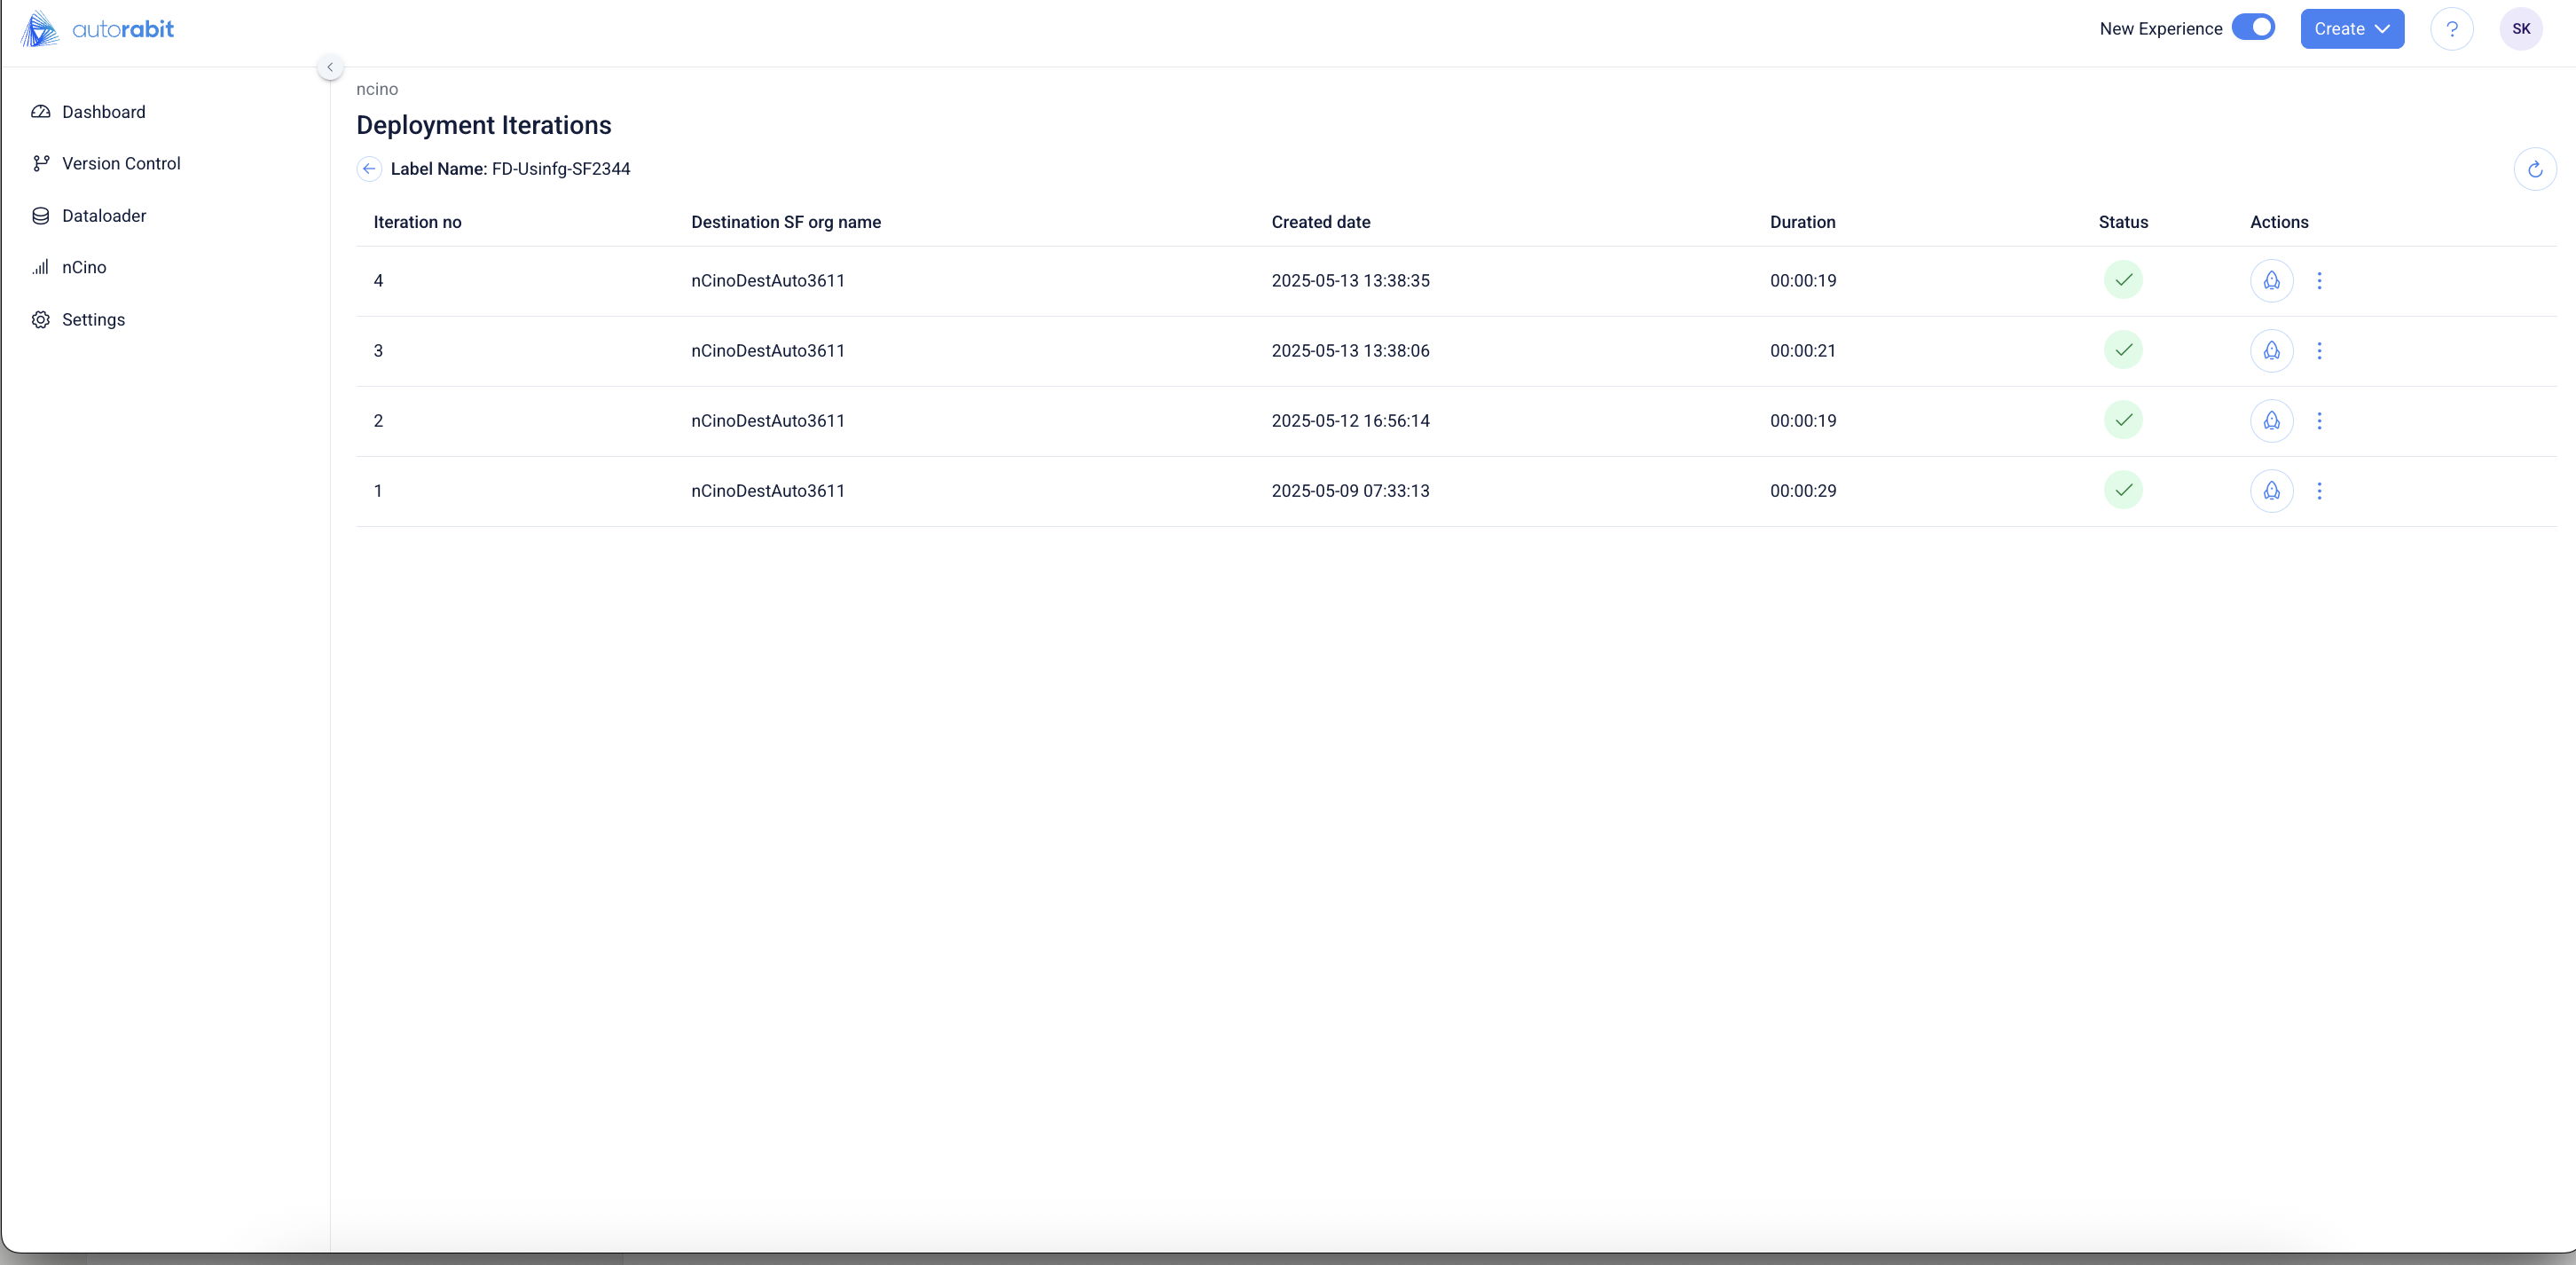 autorabit
New Experience Create ? SK
Dashboard
Version Control
Dataloader
nCino
Settings
ncino
Deployment Iterations
Label Name: FD-Usinfg-SF2344
Iteration no Destination SF org name Created date Duration Status Actions
4 nCinoDestAuto3611 2025-05-13 13:38:35 00:00:19
3 nCinoDestAuto3611 2025-05-13 13:38:06 00:00:21
2 nCinoDestAuto3611 2025-05-12 16:56:14 00:00:19
1 nCinoDestAuto3611 2025-05-09 07:33:13 00:00:29